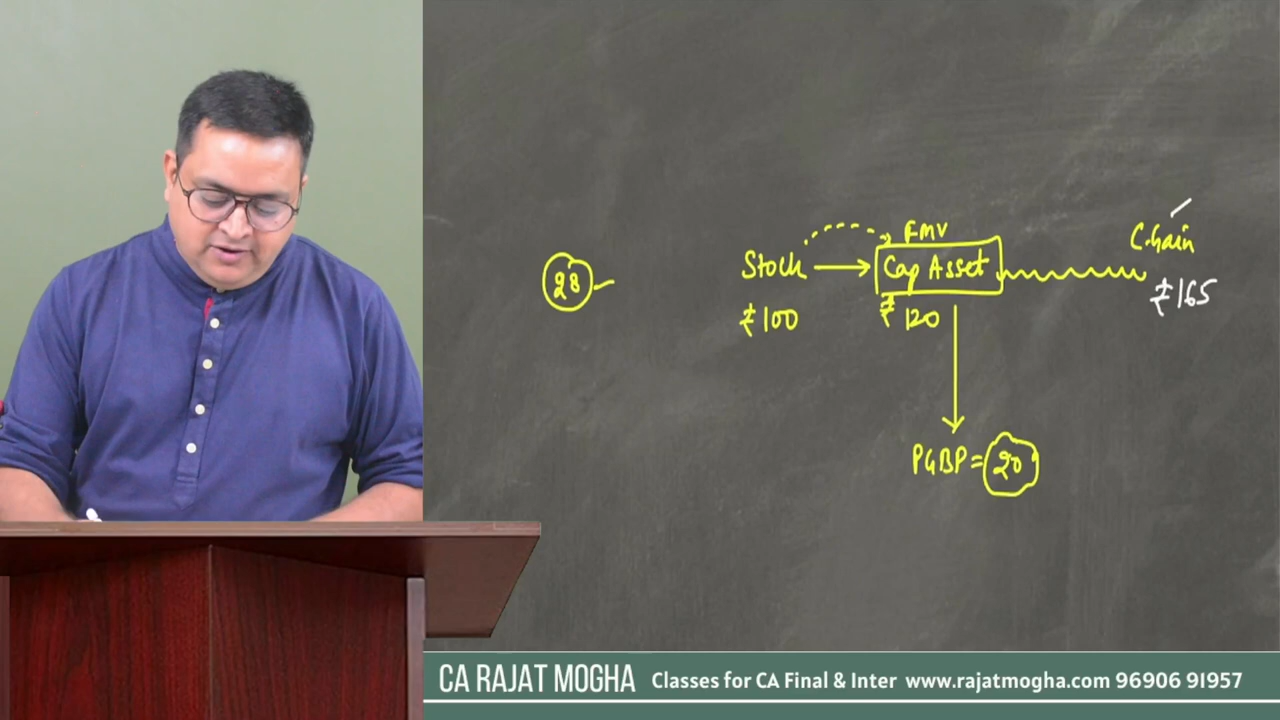 28
Stock → FMV
Cap Asset
C.Gain
₹100
₹120
₹165
PGBP = 20
CA RAJAT MOGHA Classes for CA Final & Inter www.rajatmogha.com 96906 91957